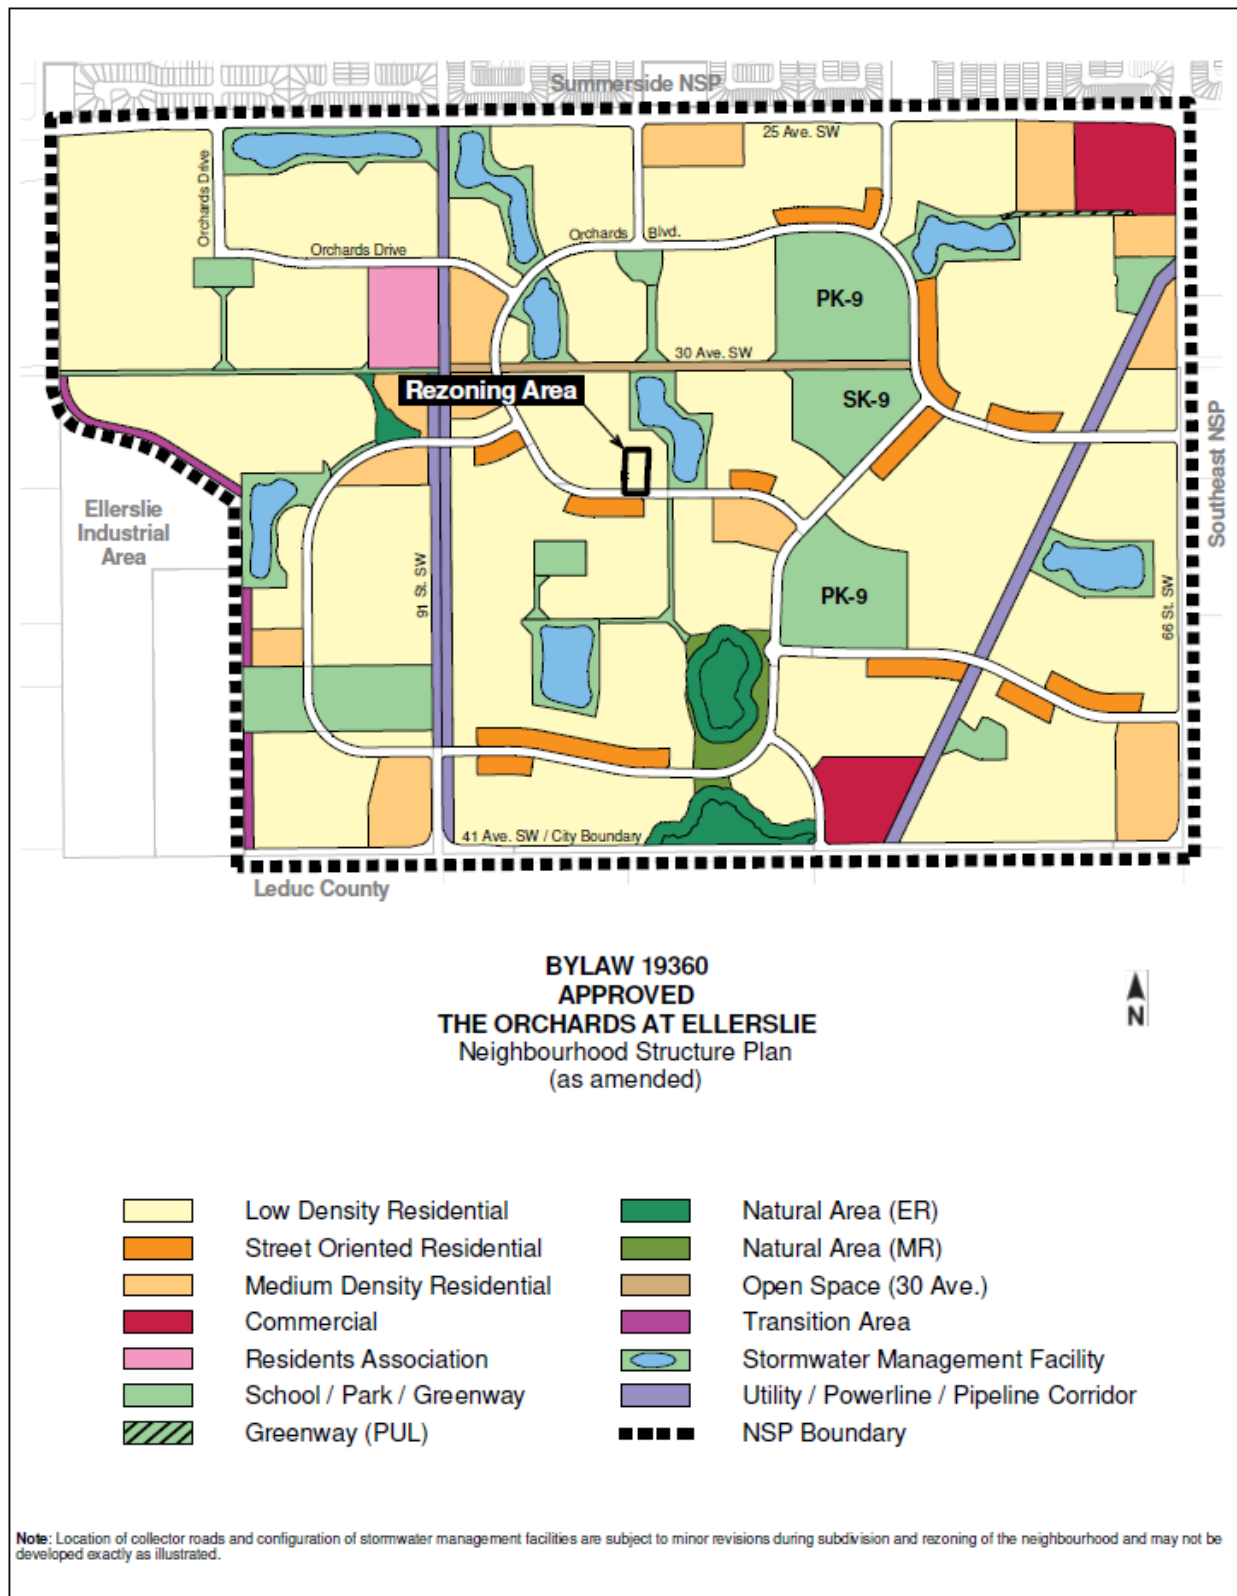 Summerside NSP
25 Ave. SW
Orchards Drive
Orchards Drive
Orchards Blvd.
PK-9
30 Ave. SW
Rezoning Area
SK-9
Southeast NSP
Ellerslie
Industrial
Area
91 St. SW
PK-9
66 St. SW
41 Ave. SW / City Boundary
Leduc County
BYLAW 19360
APPROVED
THE ORCHARDS AT ELLERSLIE
Neighbourhood Structure Plan
(as amended)
N
Low Density Residential
Street Oriented Residential
Medium Density Residential
Commercial
Residents Association
School / Park / Greenway
Greenway (PUL)
Natural Area (ER)
Natural Area (MR)
Open Space (30 Ave.)
Transition Area
Stormwater Management Facility
Utility / Powerline / Pipeline Corridor
NSP Boundary
Note: Location of collector roads and configuration of stormwater management facilities are subject to minor revisions during subdivision and rezoning of the neighbourhood and may not be
developed exactly as illustrated.